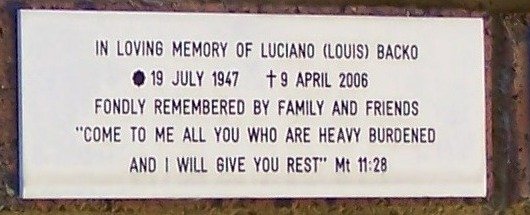 IN LOVING MEMORY OF LUCIANO (LOUIS) BACKO
● 19 JULY 1947 † 9 APRIL 2006
FONDLY REMEMBERED BY FAMILY AND FRIENDS
"COME TO ME ALL YOU WHO ARE HEAVY BURDENED
AND I WILL GIVE YOU REST" Mt 11:28